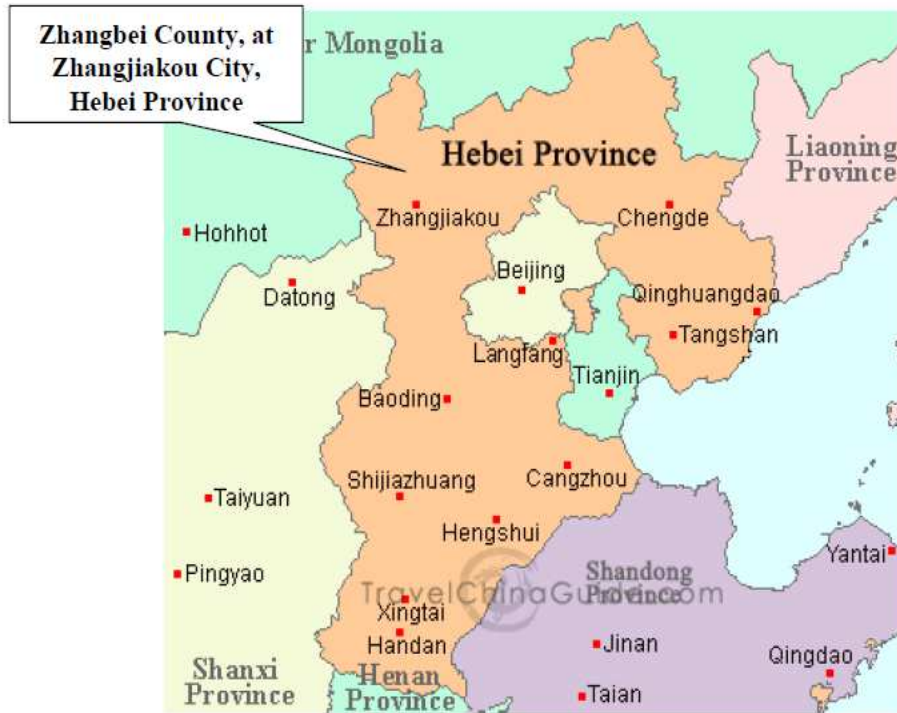 Zhangbei County, at
Zhangjiakou City,
Hebei Province
r Mongolia
Hebei Province
Liaoning
Province
Zhangjiakou
Chengde
Hohhot
Beijing
Datong
Qinghuangdao
Tangshan
Langfang
Tianjin
Baoding
Shijiazhuang
Cangzhou
Taiyuan
Hengshui
Yantai
Pingyao
Shandong
Province
TravelChinaGuide.com
Xingtai
Handan
Jinan
Qingdao
Shanxi
Province
Henan
Province
Taian